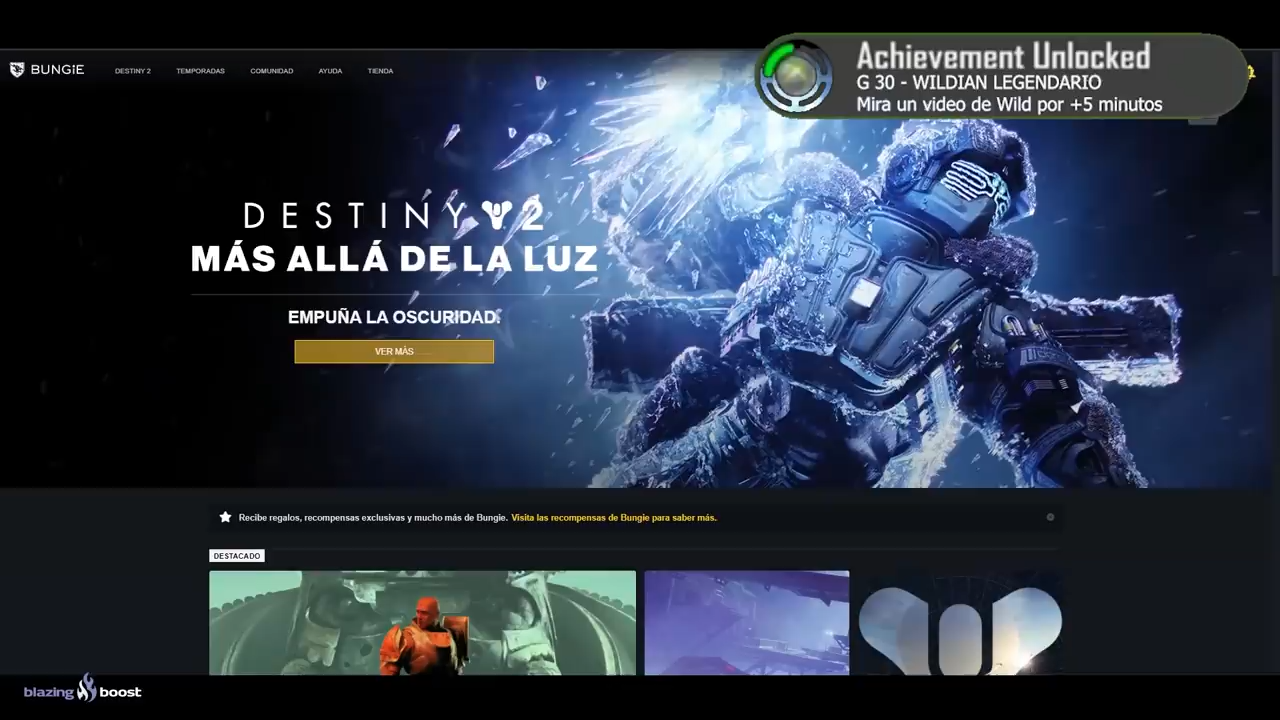 Achievement Unlocked
G 30 - WILDIAN LEGENDARIO
Mira un video de Wild por +5 minutos
BUNGiE
DESTINY 2
TEMPORADAS
COMUNIDAD
AYUDA
TIENDA
DESTINY 2
MÁS ALLÁ DE LA LUZ
EMPUÑA LA OSCURIDAD.
VER MÁS
Recibe regalos, recompensas exclusivas y mucho más de Bungie. Visita las recompensas de Bungie para saber más.
DESTACADO
blazing boost